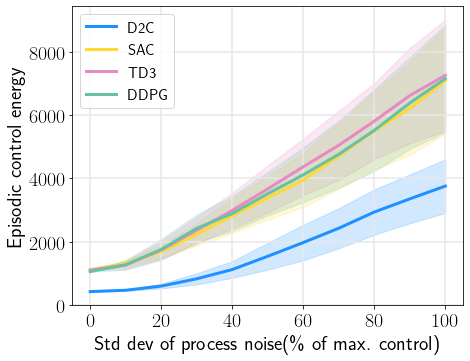 D2C
SAC
TD3
DDPG
Episodic control energy
8000
6000
4000
2000
0
0 20 40 60 80 100
Std dev of process noise(% of max. control)